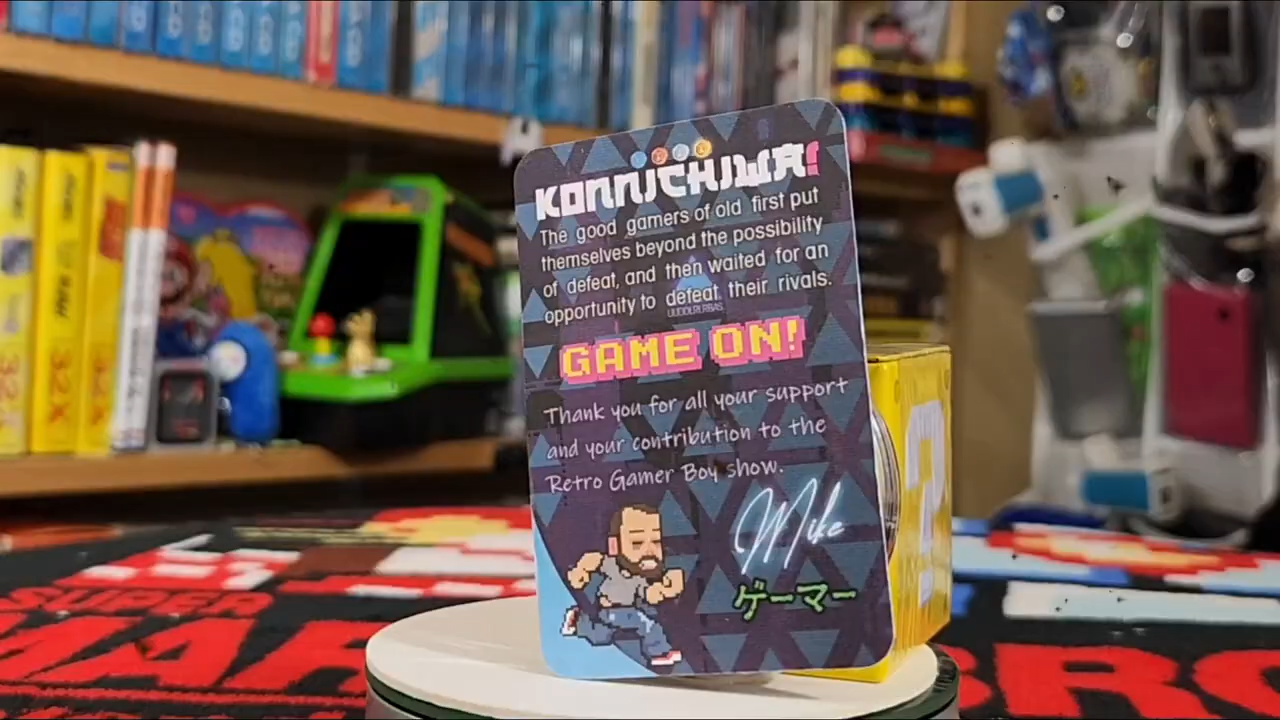 KONNICHIWA!
The good gamers of old first put
themselves beyond the possibility
of defeat, and then waited for an
opportunity to defeat their rivals.
GAME ON!
Thank you for all your support
and your contribution to the
Retro Gamer Boy show.
Mike
ゲーマー
?
32X
32X
SUPER
MAR
BRO